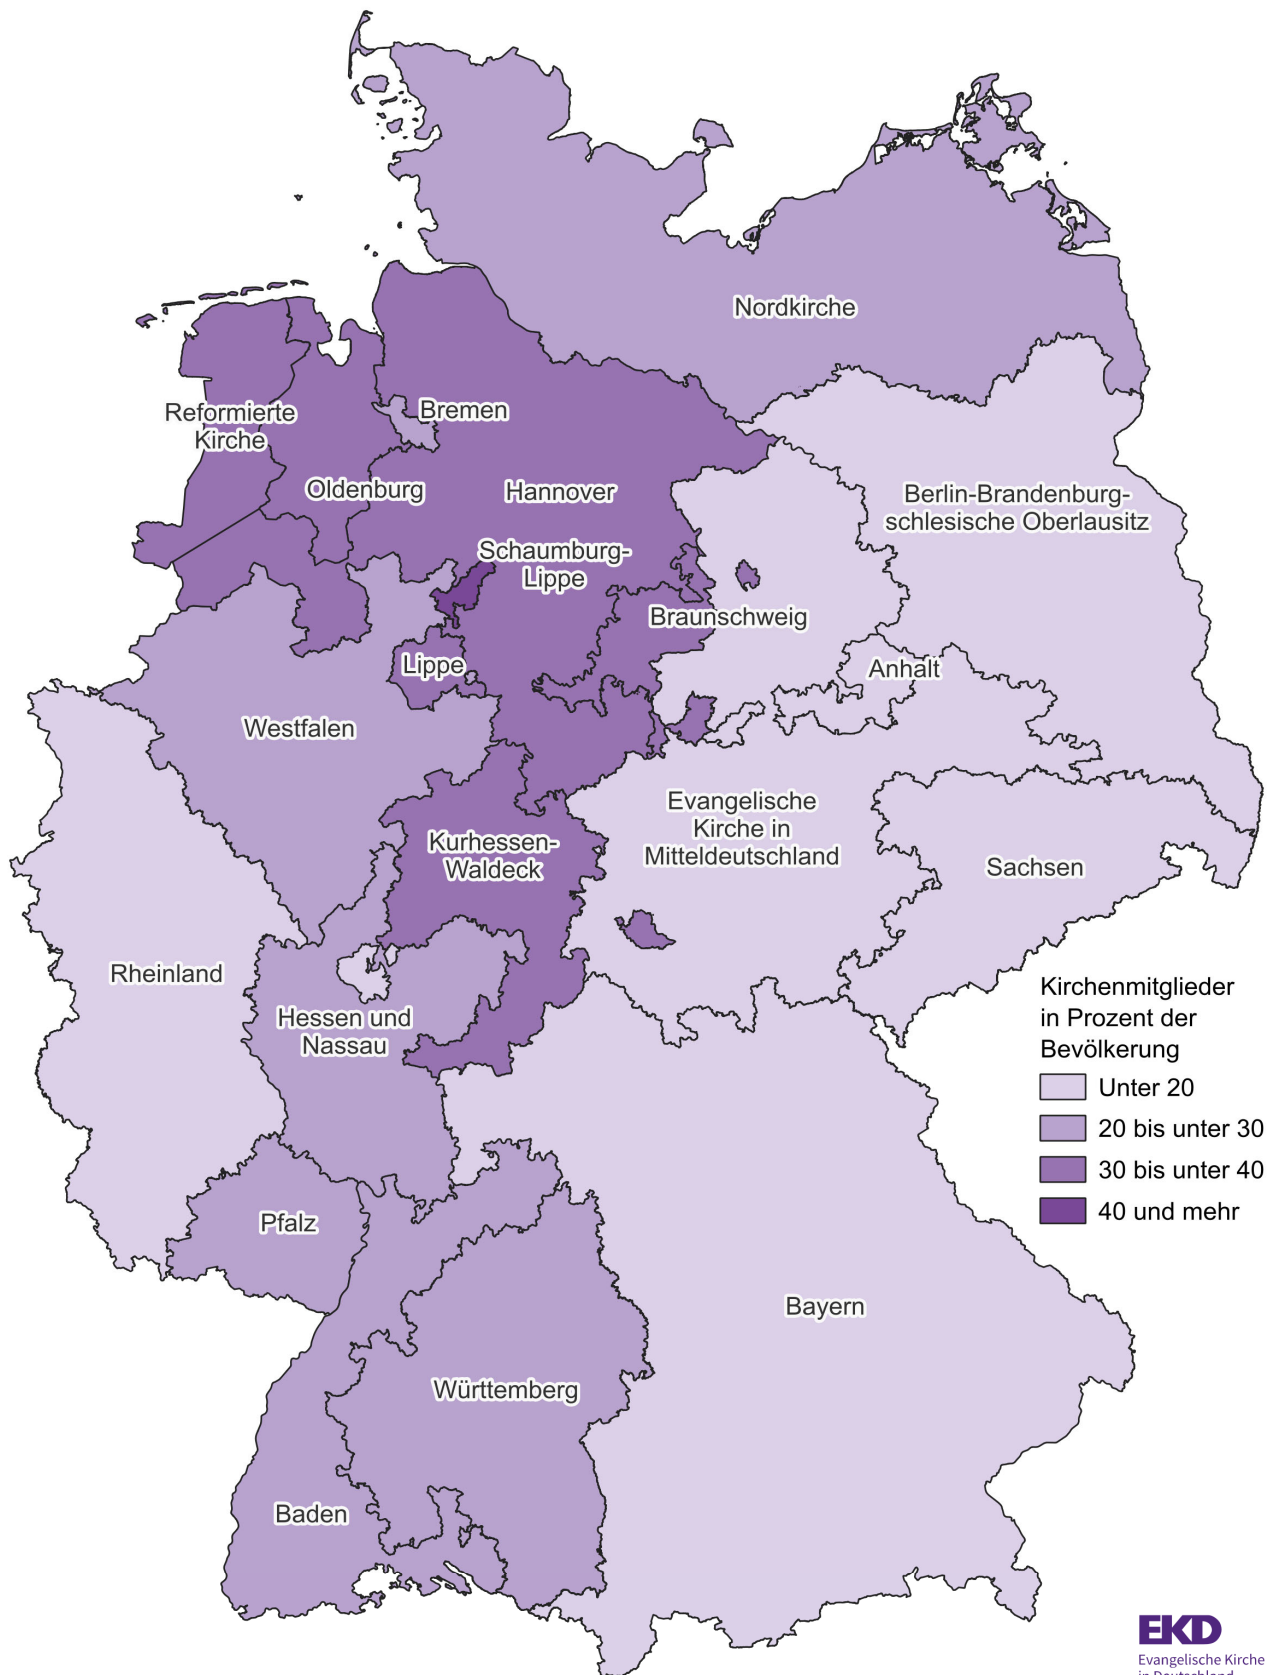 Nordkirche
Reformierte
Kirche
Bremen
Oldenburg
Hannover
Berlin-Brandenburg-
schlesische Oberlausitz
Schaumburg-
Lippe
Braunschweig
Lippe
Anhalt
Westfalen
Evangelische
Kirche in
Mitteldeutschland
Kurhessen-
Waldeck
Sachsen
Rheinland
Hessen und
Nassau
Kirchenmitglieder
in Prozent der
Bevölkerung
Unter 20
20 bis unter 30
30 bis unter 40
40 und mehr
Pfalz
Bayern
Württemberg
Baden
EKD
Evangelische Kirche
in Deutschland